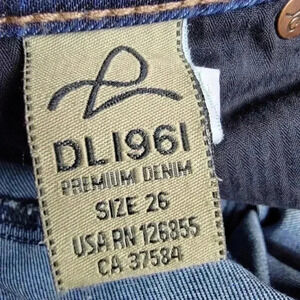 DL1961
PREMIUM DENIM
SIZE 26
USA RN 126855
CA 37584